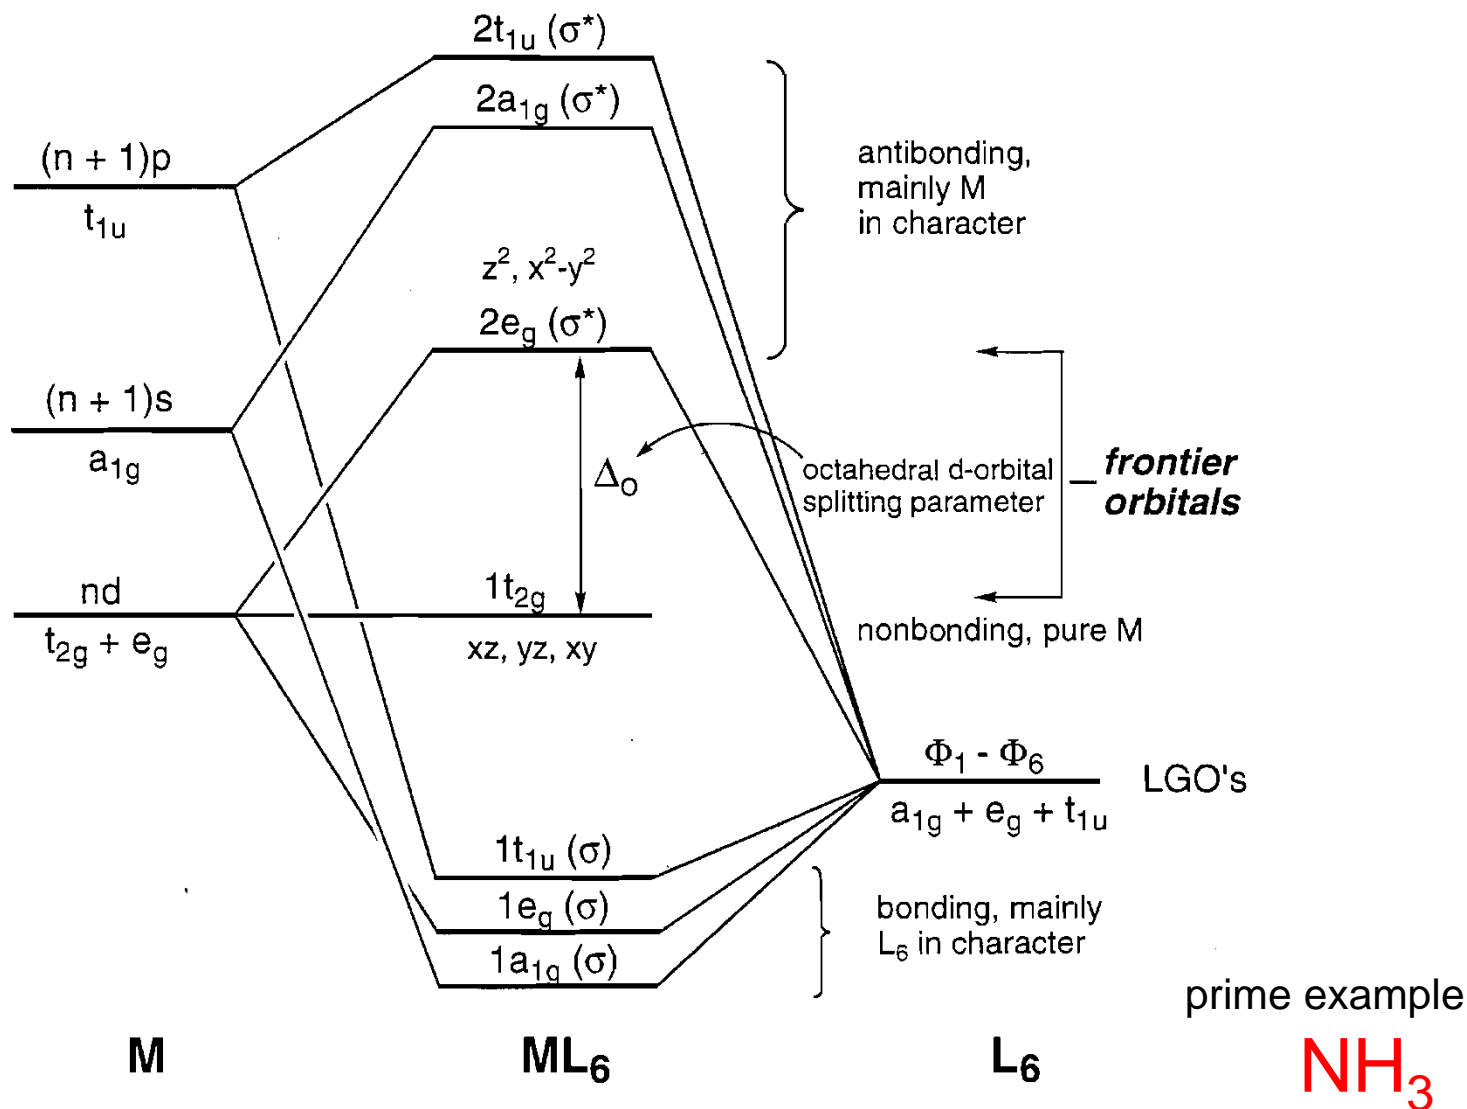 2t₁ᵤ (σ*)
2a₁g (σ*)
(n + 1)p
t₁ᵤ
antibonding,
mainly M
in character
z², x²-y²
2eg (σ*)
(n + 1)s
a₁g
Δₒ
octahedral d-orbital
splitting parameter
frontier
orbitals
nd
t₂g + eg
1t₂g
xz, yz, xy
nonbonding, pure M
Φ₁ - Φ₆
a₁g + eg + t₁ᵤ
LGO's
1t₁ᵤ (σ)
1eg (σ)
1a₁g (σ)
bonding, mainly
L₆ in character
prime example
NH₃
M
ML₆
L₆